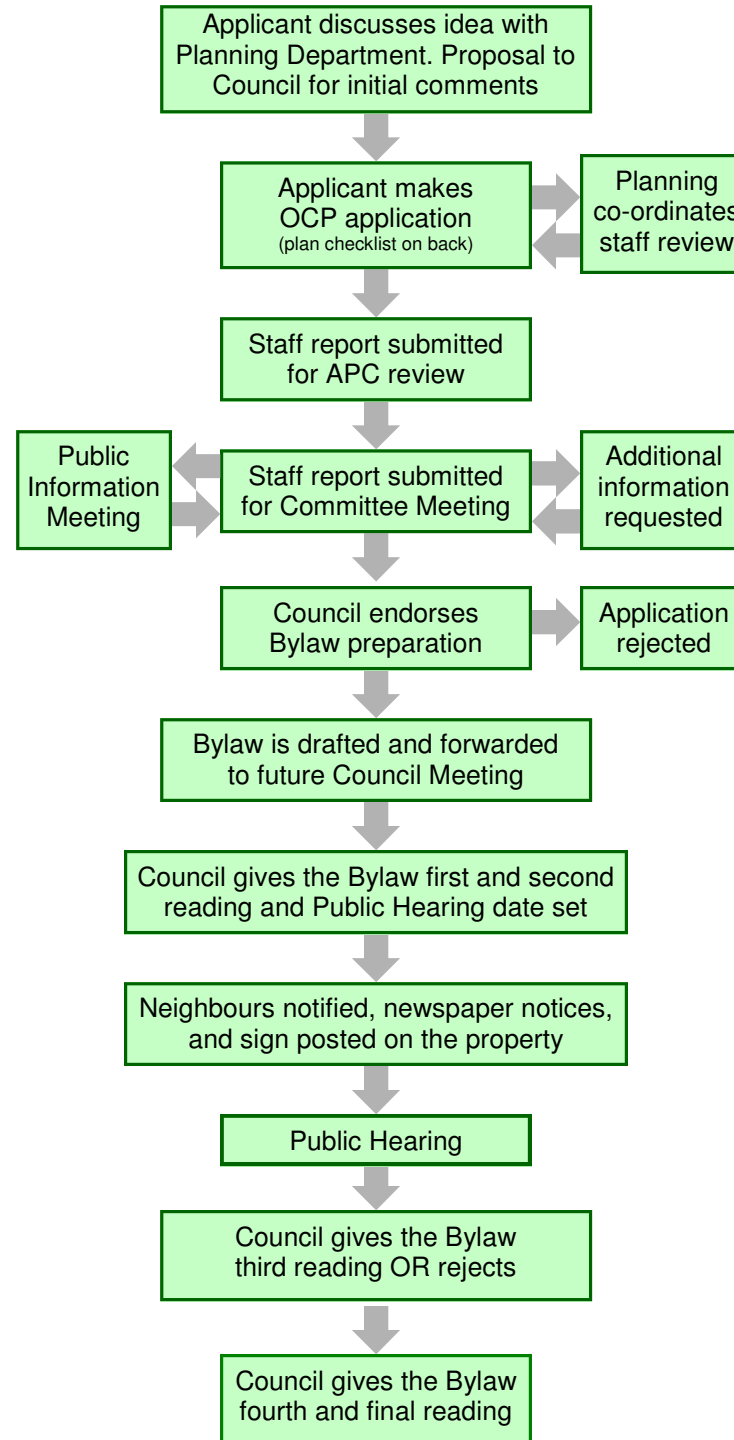 Applicant discusses idea with
Planning Department. Proposal to
Council for initial comments
Applicant makes
OCP application
(plan checklist on back)
Planning
co-ordinates
staff review
Staff report submitted
for APC review
Public
Information
Meeting
Staff report submitted
for Committee Meeting
Additional
information
requested
Council endorses
Bylaw preparation
Application
rejected
Bylaw is drafted and forwarded
to future Council Meeting
Council gives the Bylaw first and second
reading and Public Hearing date set
Neighbours notified, newspaper notices,
and sign posted on the property
Public Hearing
Council gives the Bylaw
third reading OR rejects
Council gives the Bylaw
fourth and final reading